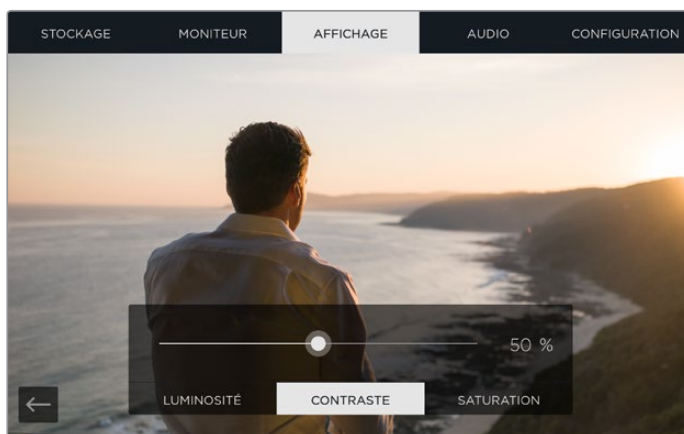 STOCKAGE MONITEUR AFFICHAGE AUDIO CONFIGURATION
50 %
LUMINOSITÉ CONTRASTE SATURATION